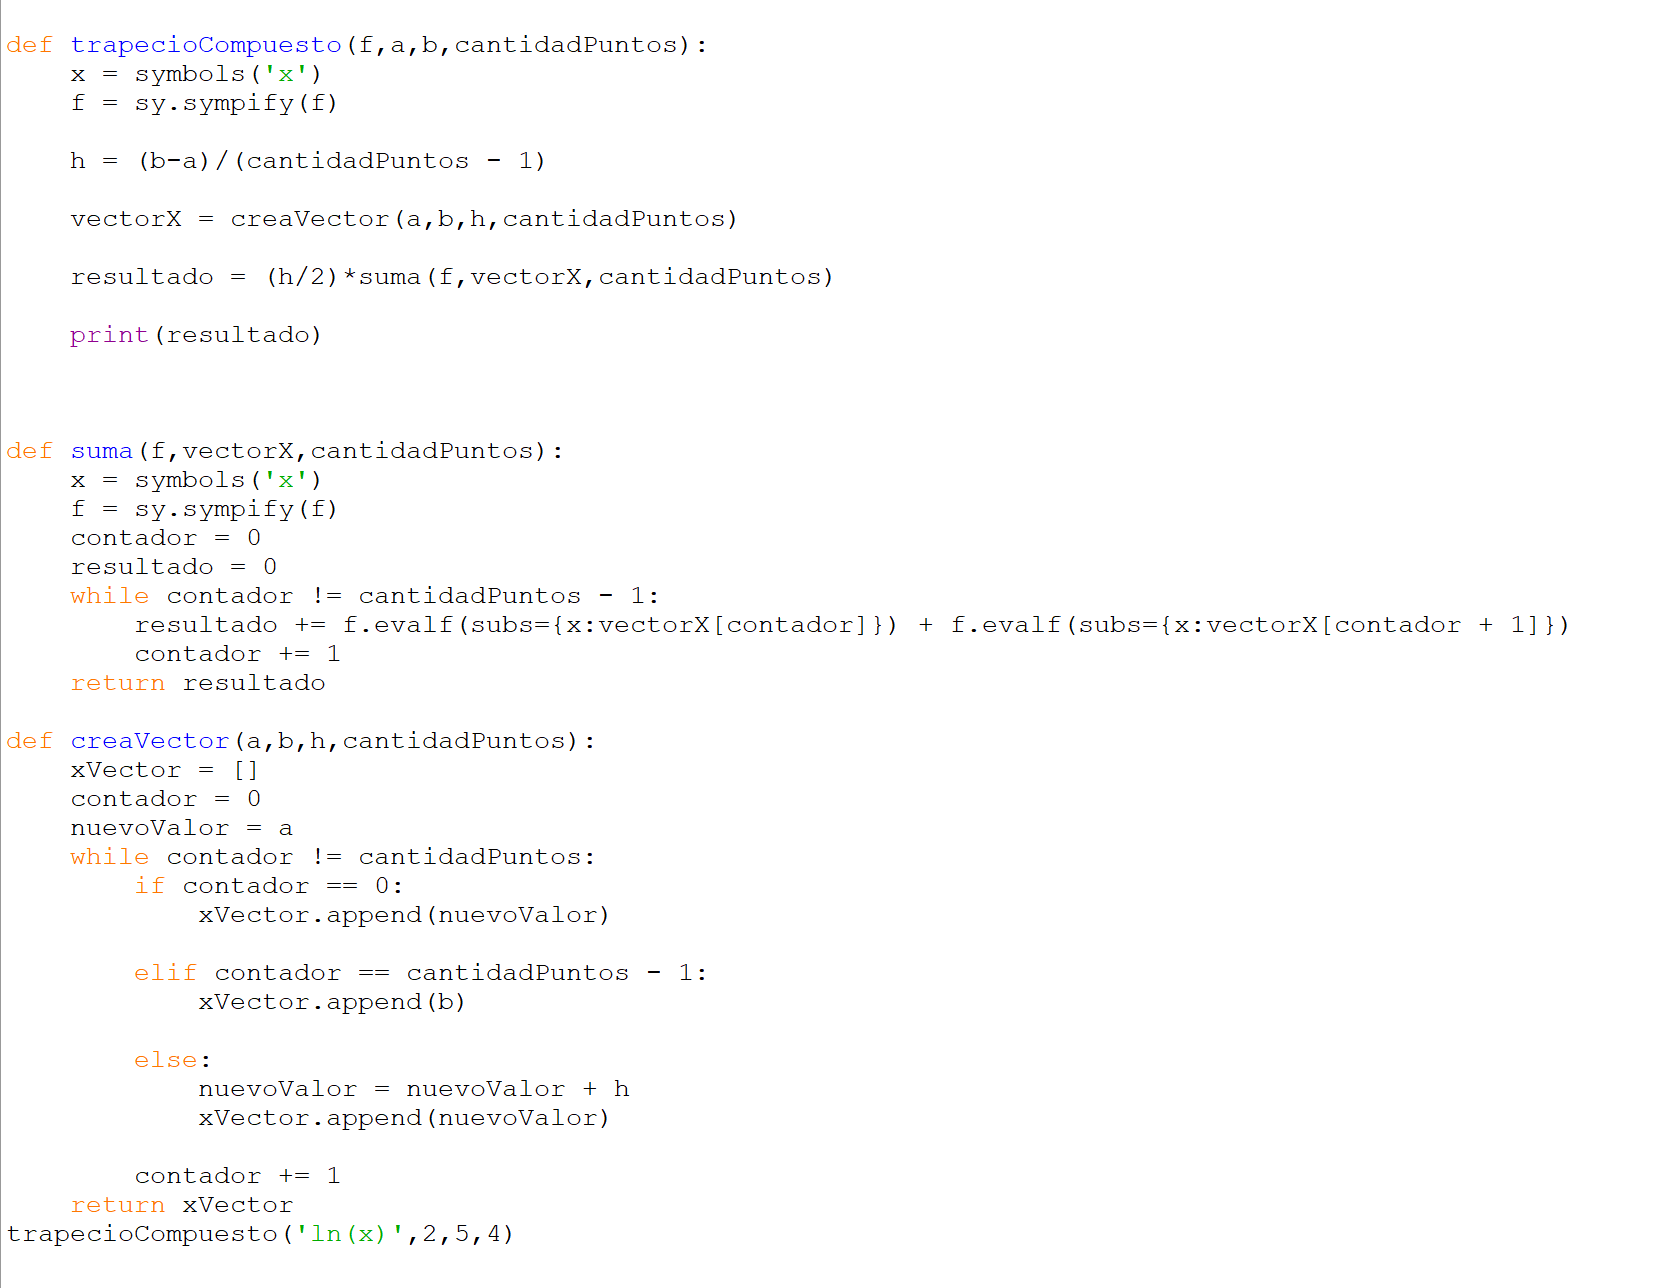 def trapecioCompuesto(f,a,b,cantidadPuntos):
    x = symbols('x')
    f = sy.sympify(f)
    h = (b-a)/(cantidadPuntos - 1)
    vectorX = creaVector(a,b,h,cantidadPuntos)
    resultado = (h/2)*suma(f,vectorX,cantidadPuntos)
    print(resultado)
def suma(f,vectorX,cantidadPuntos):
    x = symbols('x')
    f = sy.sympify(f)
    contador = 0
    resultado = 0
    while contador != cantidadPuntos - 1:
        resultado += f.evalf(subs={x:vectorX[contador]}) + f.evalf(subs={x:vectorX[contador + 1]})
        contador += 1
    return resultado
def creaVector(a,b,h,cantidadPuntos):
    xVector = []
    contador = 0
    nuevoValor = a
    while contador != cantidadPuntos:
        if contador == 0:
            xVector.append(nuevoValor)
        elif contador == cantidadPuntos - 1:
            xVector.append(b)
        else:
            nuevoValor = nuevoValor + h
            xVector.append(nuevoValor)
        contador += 1
    return xVector
trapecioCompuesto('ln(x)',2,5,4)